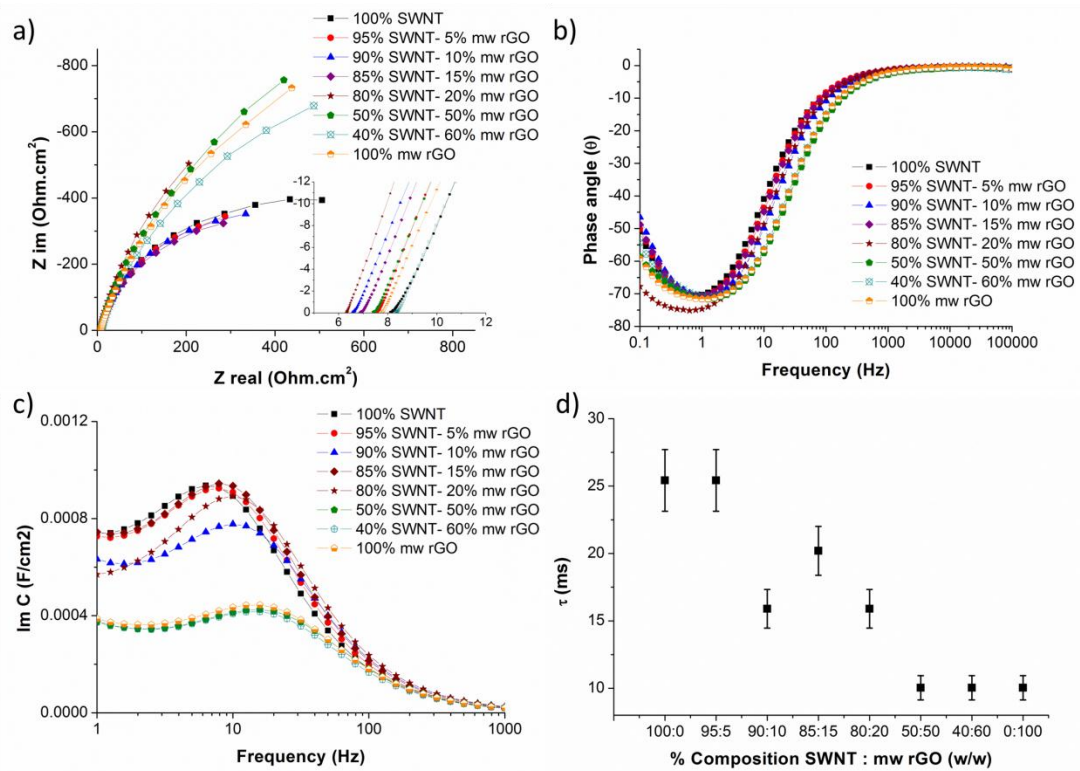 a)
Z im (Ohm.cm²)
-800
-600
-400
-200
0
0 200 400 600 800
Z real (Ohm.cm²)
100% SWNT
95% SWNT- 5% mw rGO
90% SWNT- 10% mw rGO
85% SWNT- 15% mw rGO
80% SWNT- 20% mw rGO
50% SWNT- 50% mw rGO
40% SWNT- 60% mw rGO
100% mw rGO
-12
-10
-8
-6
-4
-2
0
6 8 10 12
b)
Phase angle (θ)
0
-10
-20
-30
-40
-50
-60
-70
-80
0.1 1 10 100 1000 10000 100000
Frequency (Hz)
100% SWNT
95% SWNT- 5% mw rGO
90% SWNT- 10% mw rGO
85% SWNT- 15% mw rGO
80% SWNT- 20% mw rGO
50% SWNT- 50% mw rGO
40% SWNT- 60% mw rGO
100% mw rGO
c)
Im C (F/cm2)
0.0012
0.0008
0.0004
0.0000
1 10 100 1000
Frequency (Hz)
100% SWNT
95% SWNT- 5% mw rGO
90% SWNT- 10% mw rGO
85% SWNT- 15% mw rGO
80% SWNT- 20% mw rGO
50% SWNT- 50% mw rGO
40% SWNT- 60% mw rGO
100% mw rGO
d)
τ (ms)
30
25
20
15
10
100:0 95:5 90:10 85:15 80:20 50:50 40:60 0:100
% Composition SWNT : mw rGO (w/w)